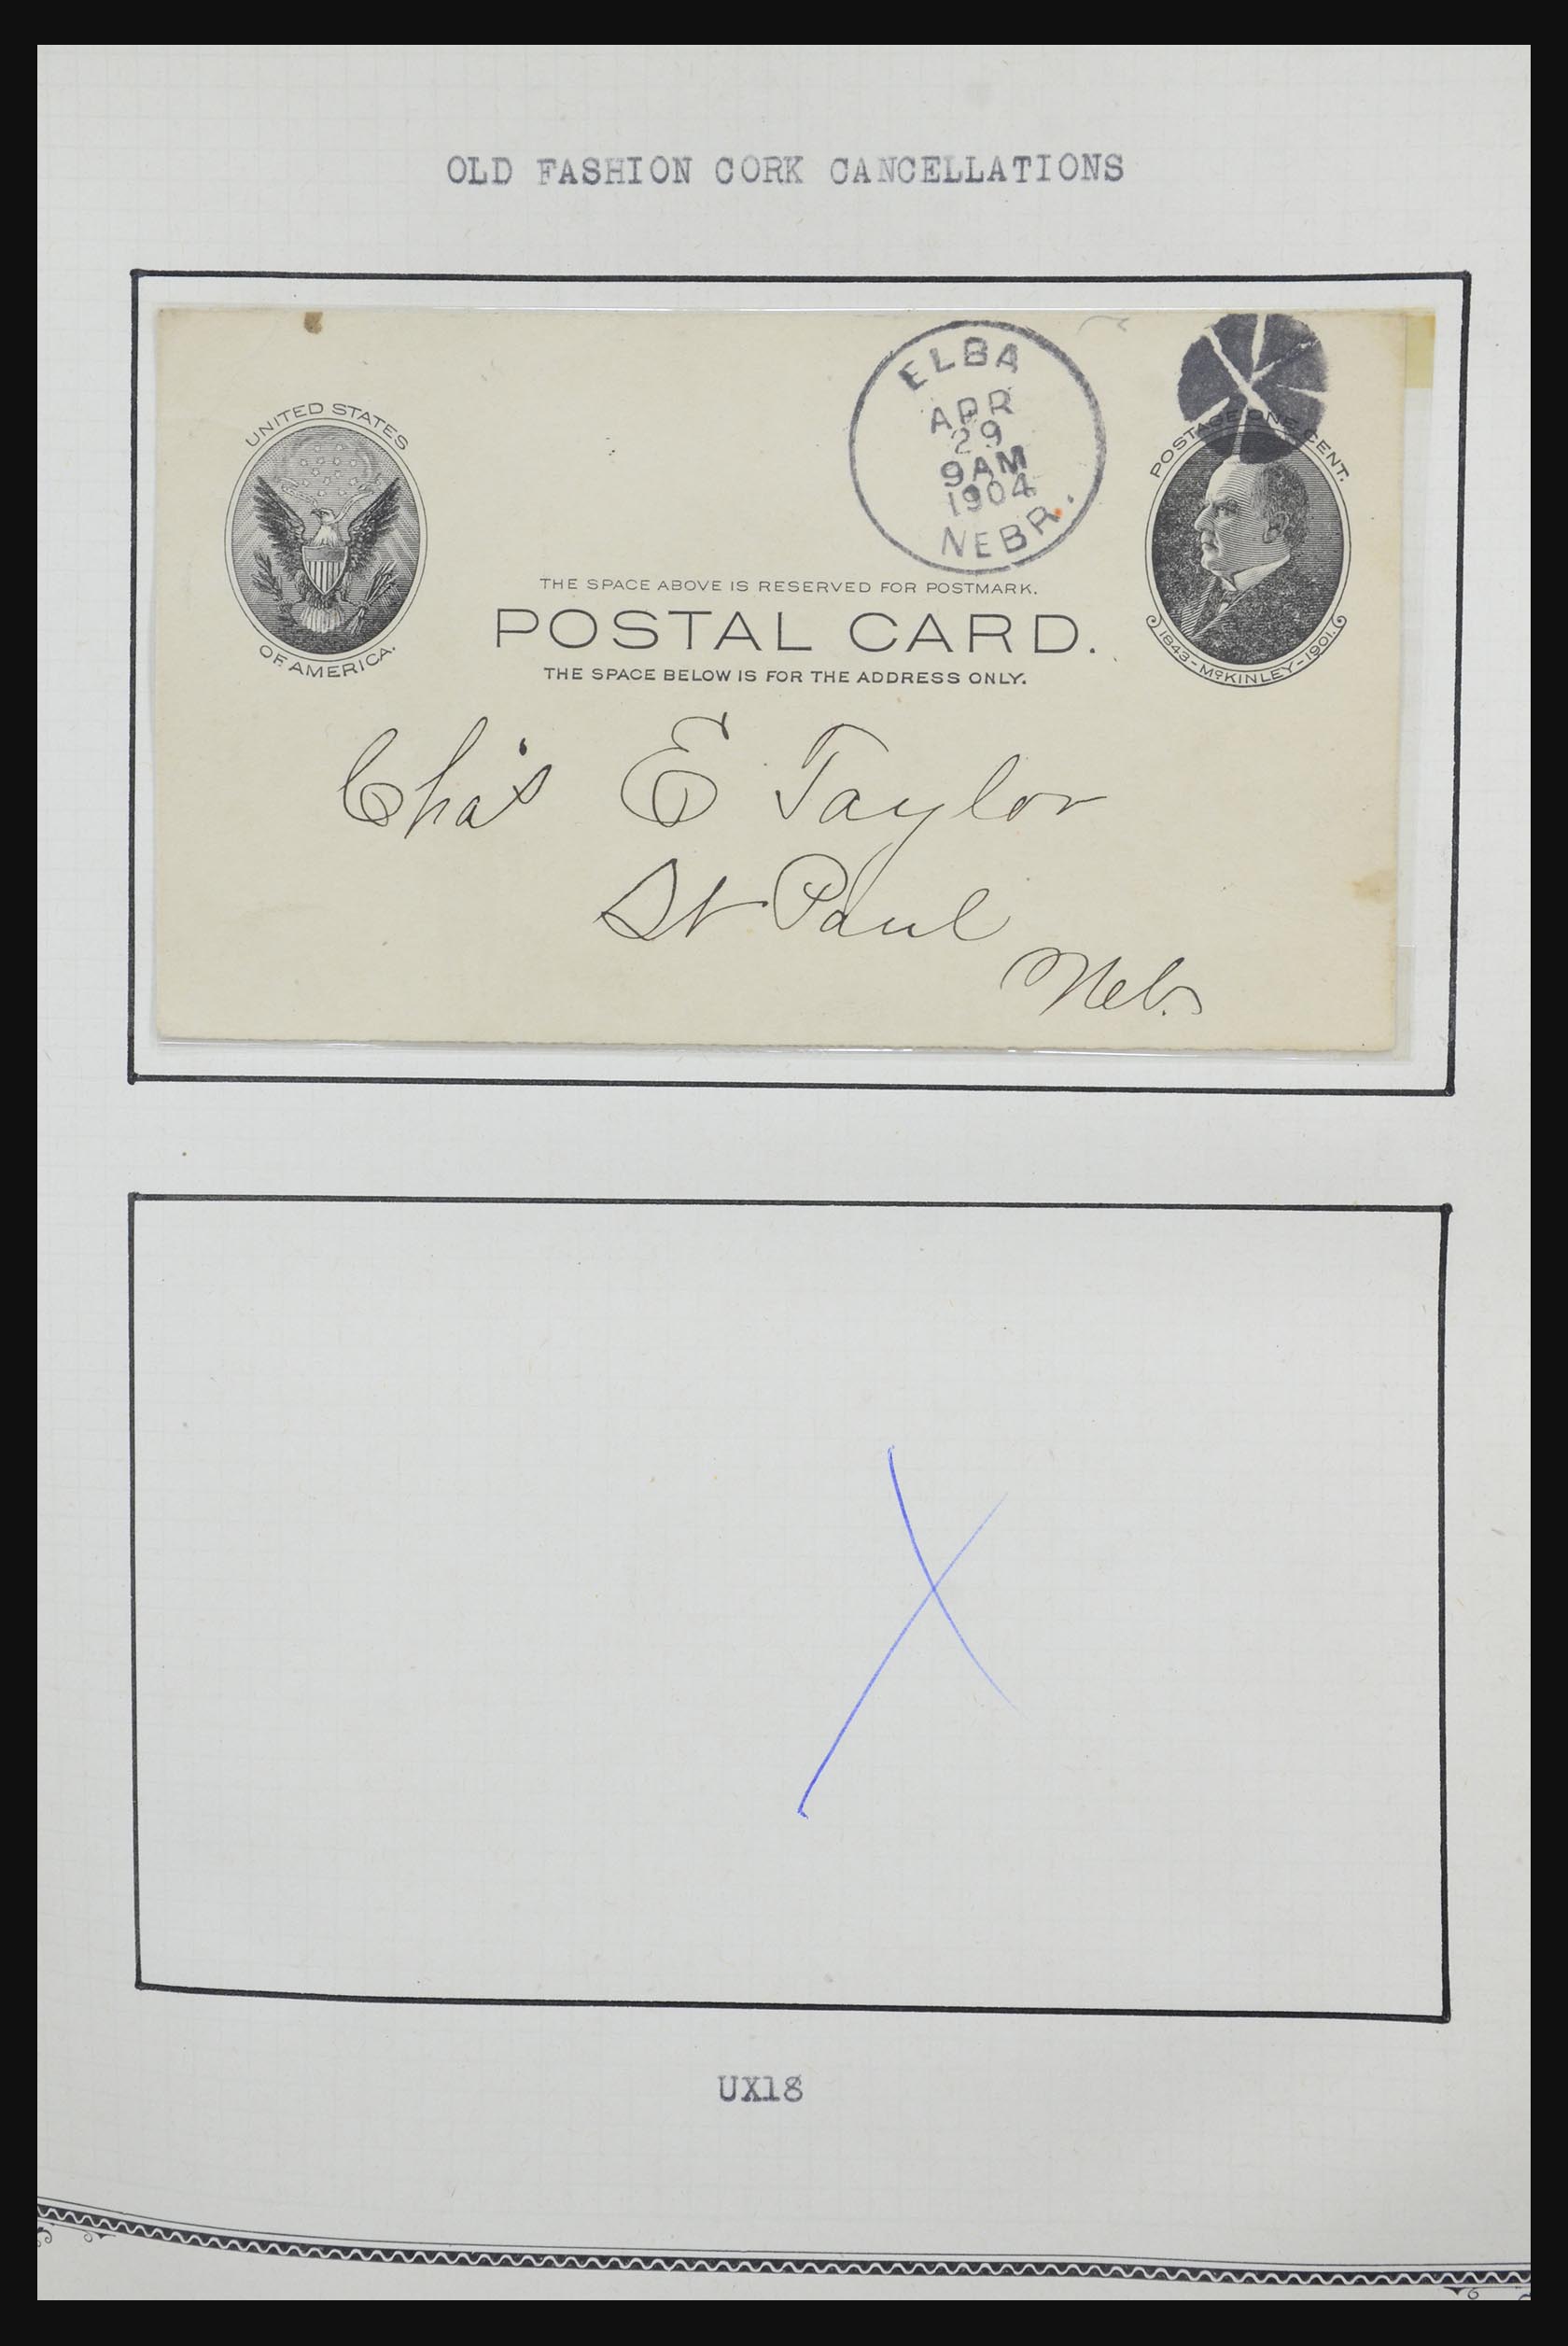 OLD FASHION CORK CANCELLATIONS
UNITED STATES
OF AMERICA.
ELBA
APR
29
9AM
1904
NEBR.
POSTAGE ONE CENT.
1843-McKINLEY-1901.
THE SPACE ABOVE IS RESERVED FOR POSTMARK.
POSTAL CARD.
THE SPACE BELOW IS FOR THE ADDRESS ONLY.
Cha's E Taylor
St Paul
Neb.
X
UX18